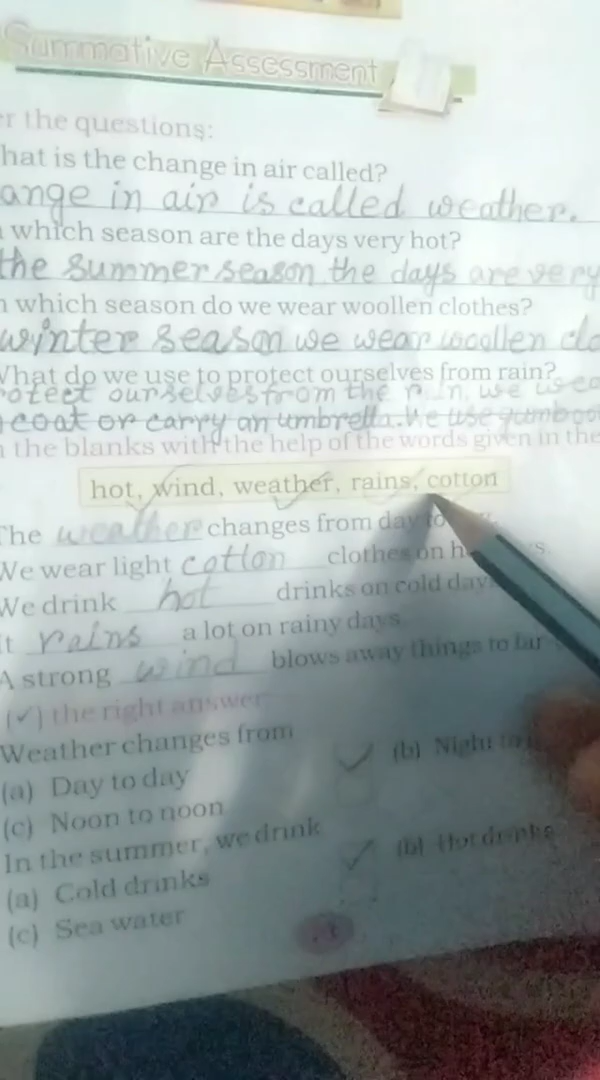 Summative Assessment
er the questions:
hat is the change in air called?
ange in air is called weather.
which season are the days very hot?
the summer season the days are very
n which season do we wear woollen clothes?
winter season we wear woollen clo
What do we use to protect ourselves from rain?
rotect ourselves from the rain, we wea
coat or carry an umbrella. We use gumboo
the blanks with the help of the words given in the
hot, wind, weather, rains, cotton
The weather changes from day to
We wear light cotton clothes on h s.
We drink hot drinks on cold day
It rains a lot on rainy days
A strong wind blows away things to far
(✓) the right answer
Weather changes from
(a) Day to day ✓ (b) Night to
(c) Noon to noon
In the summer, we drink
(a) Cold drinks ✓ (b) Hot drinks
(c) Sea water